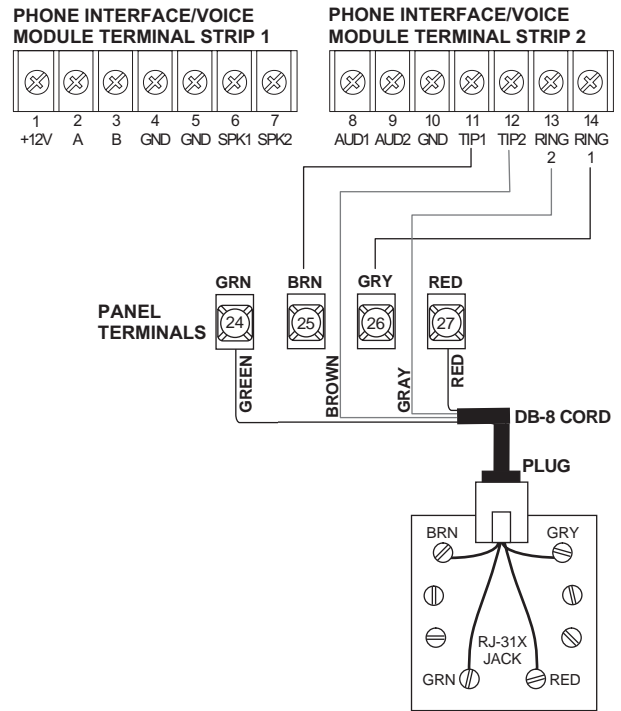 PHONE INTERFACE/VOICE
MODULE TERMINAL STRIP 1
PHONE INTERFACE/VOICE
MODULE TERMINAL STRIP 2
1 2 3 4 5 6 7
+12V A B GND GND SPK1 SPK2
8 9 10 11 12 13 14
AUD1 AUD2 GND TIP1 TIP2 RING RING
2 1
GRN BRN GRY RED
PANEL
TERMINALS
24 25 26 27
GREEN
BROWN
GRAY
RED
DB-8 CORD
PLUG
BRN GRY
RJ-31X
JACK
GRN RED